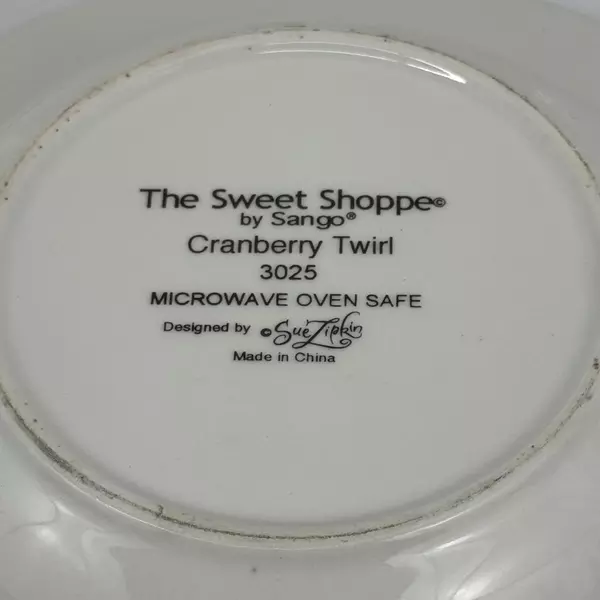 The Sweet Shoppe©
by Sango®
Cranberry Twirl
3025
MICROWAVE OVEN SAFE
Designed by © Sue Zipkin
Made in China